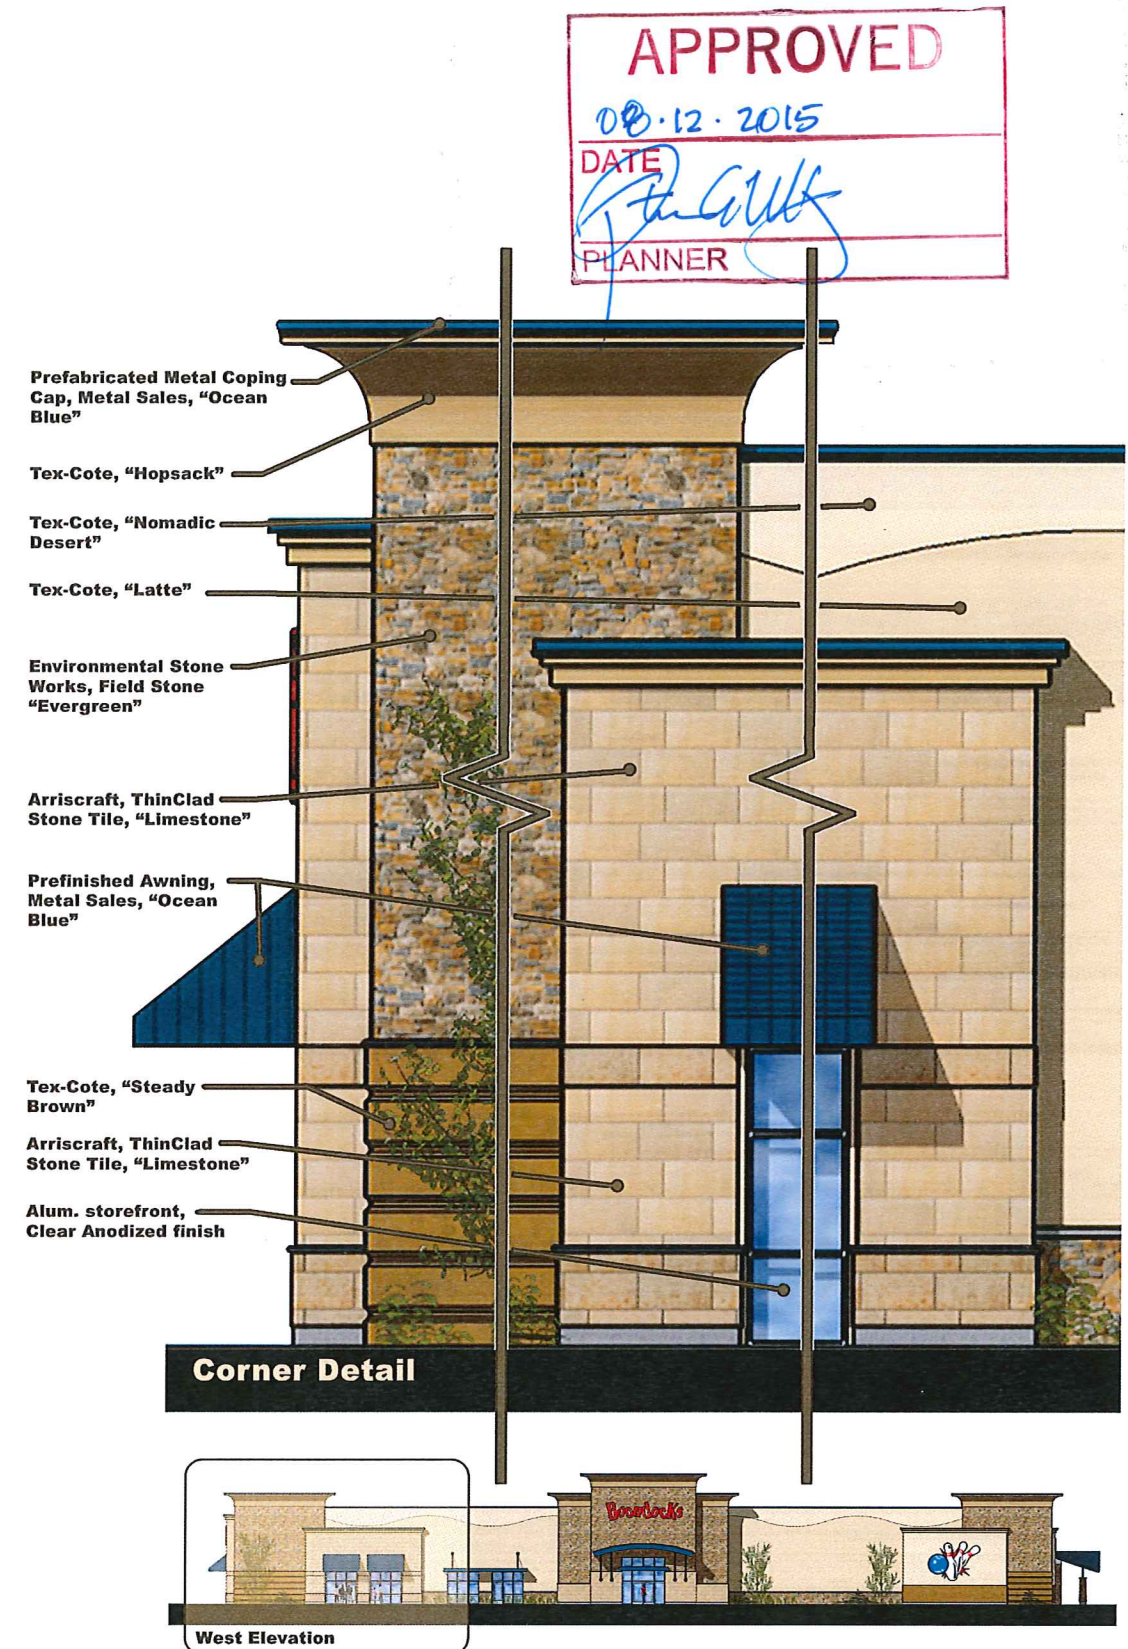 APPROVED
08.12.2015
DATE
PLANNER
Prefabricated Metal Coping
Cap, Metal Sales, “Ocean
Blue”
Tex-Cote, “Hopsack”
Tex-Cote, “Nomadic
Desert”
Tex-Cote, “Latte”
Environmental Stone
Works, Field Stone
“Evergreen”
Arriscraft, ThinClad
Stone Tile, “Limestone”
Prefinished Awning,
Metal Sales, “Ocean
Blue”
Tex-Cote, “Steady
Brown”
Arriscraft, ThinClad
Stone Tile, “Limestone”
Alum. storefront,
Clear Anodized finish
Corner Detail
BoonDocks
West Elevation